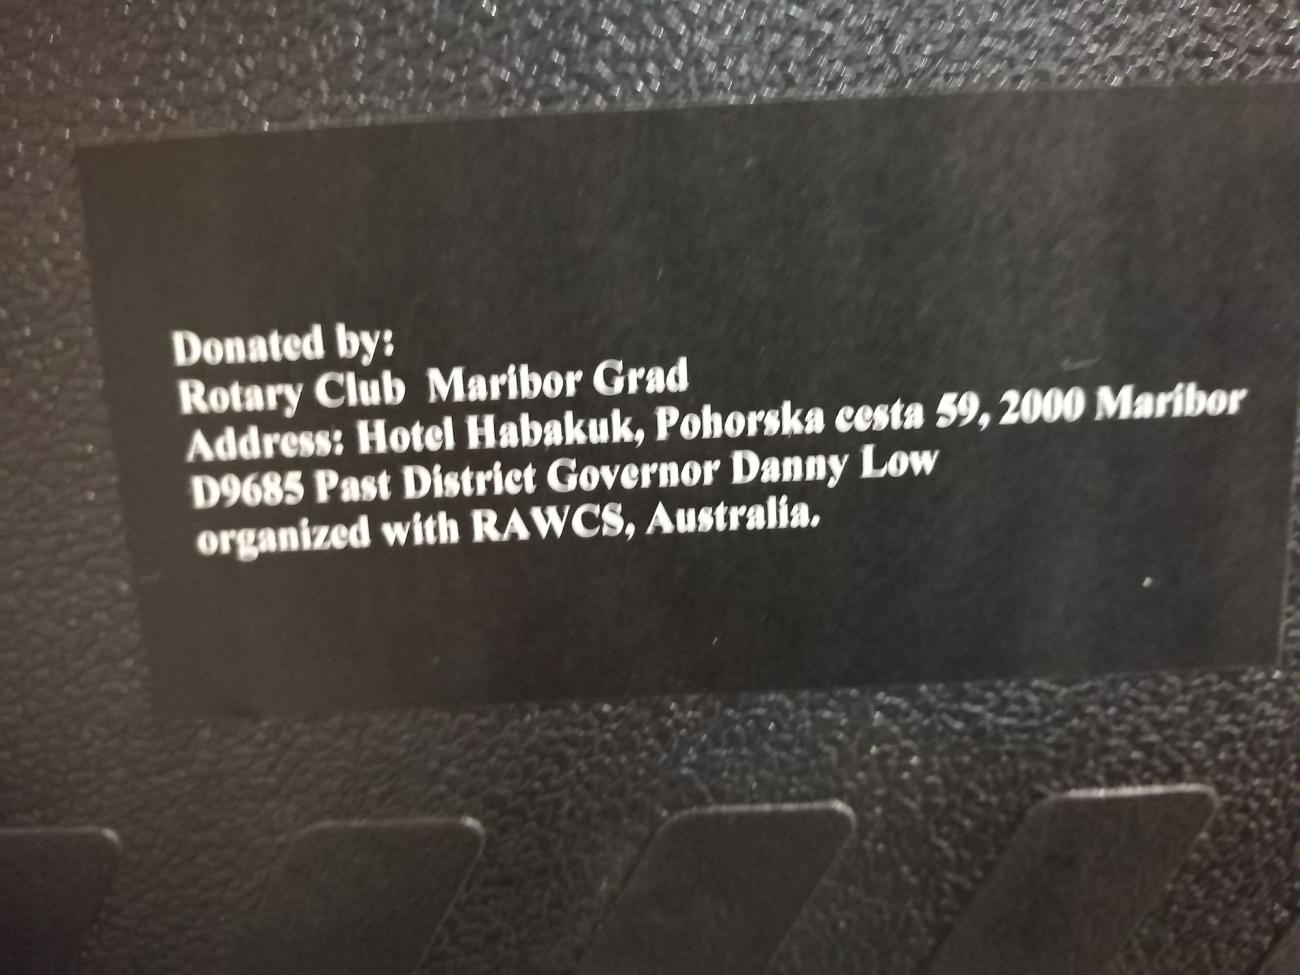 Donated by:
Rotary Club Maribor Grad
Address: Hotel Habakuk, Pohorska cesta 59, 2000 Maribor
D9685 Past District Governor Danny Low
organized with RAWCS, Australia.